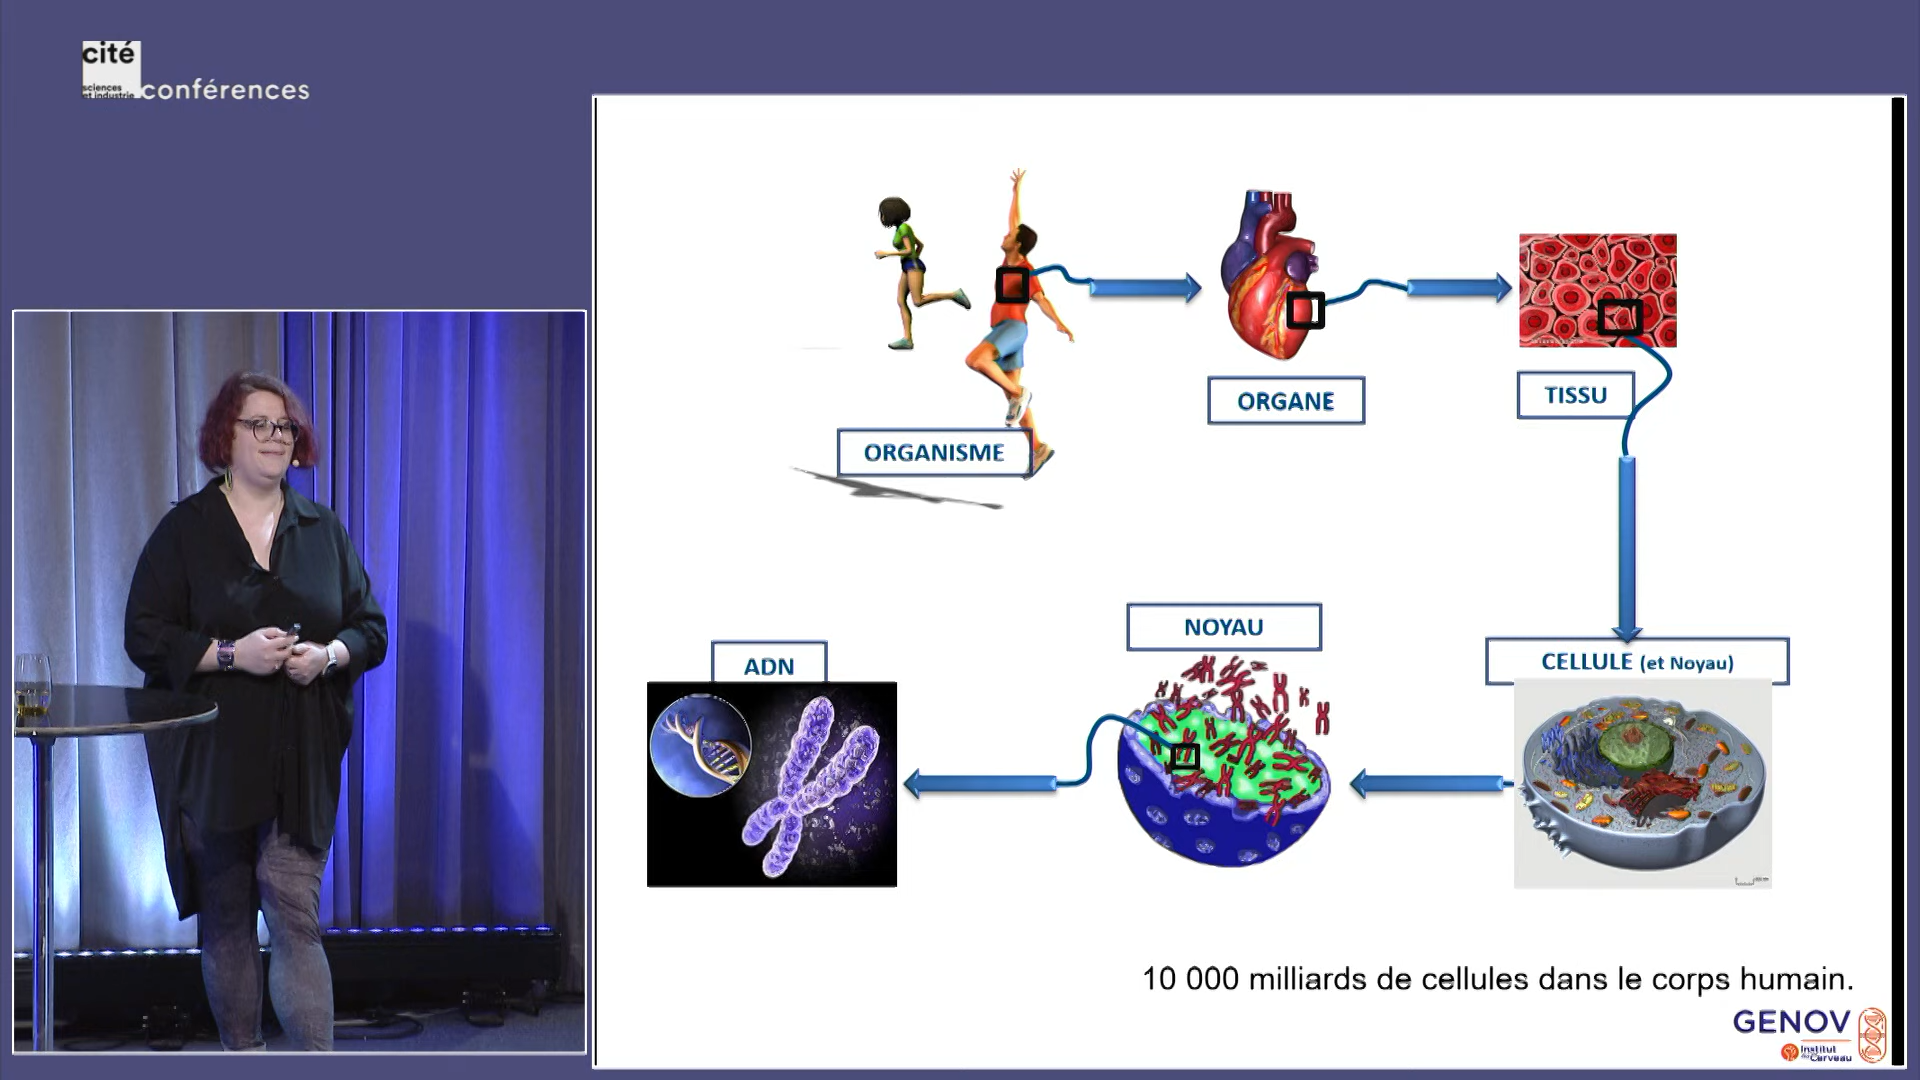 cité
sciences
et industrie
conférences
ORGANISME
ORGANE
TISSU
CELLULE (et Noyau)
NOYAU
ADN
10 000 milliards de cellules dans le corps humain.
GENOV
Institut
du Cerveau